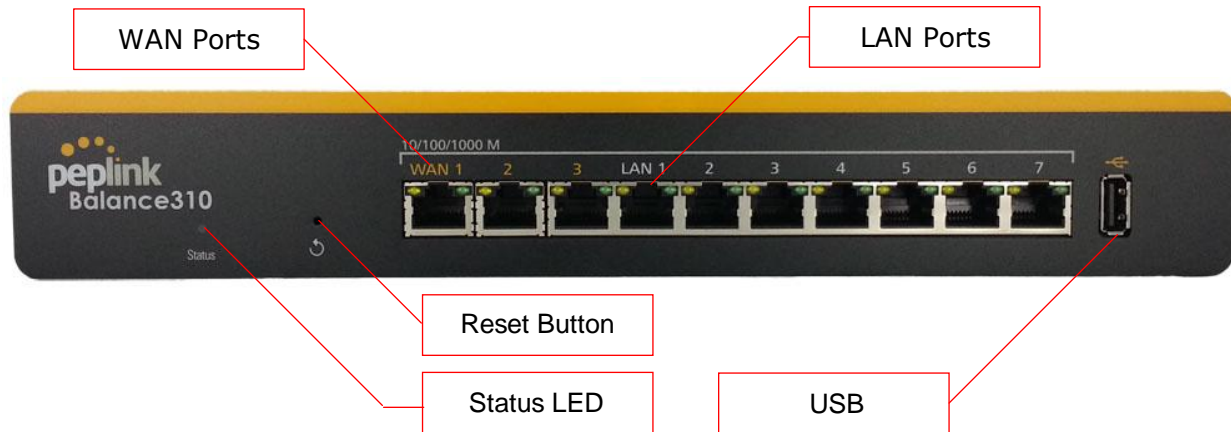 WAN Ports
LAN Ports
10/100/1000 M
WAN 1 2 3 LAN 1 2 3 4 5 6 7
peplink
Balance310
Status
Reset Button
Status LED
USB